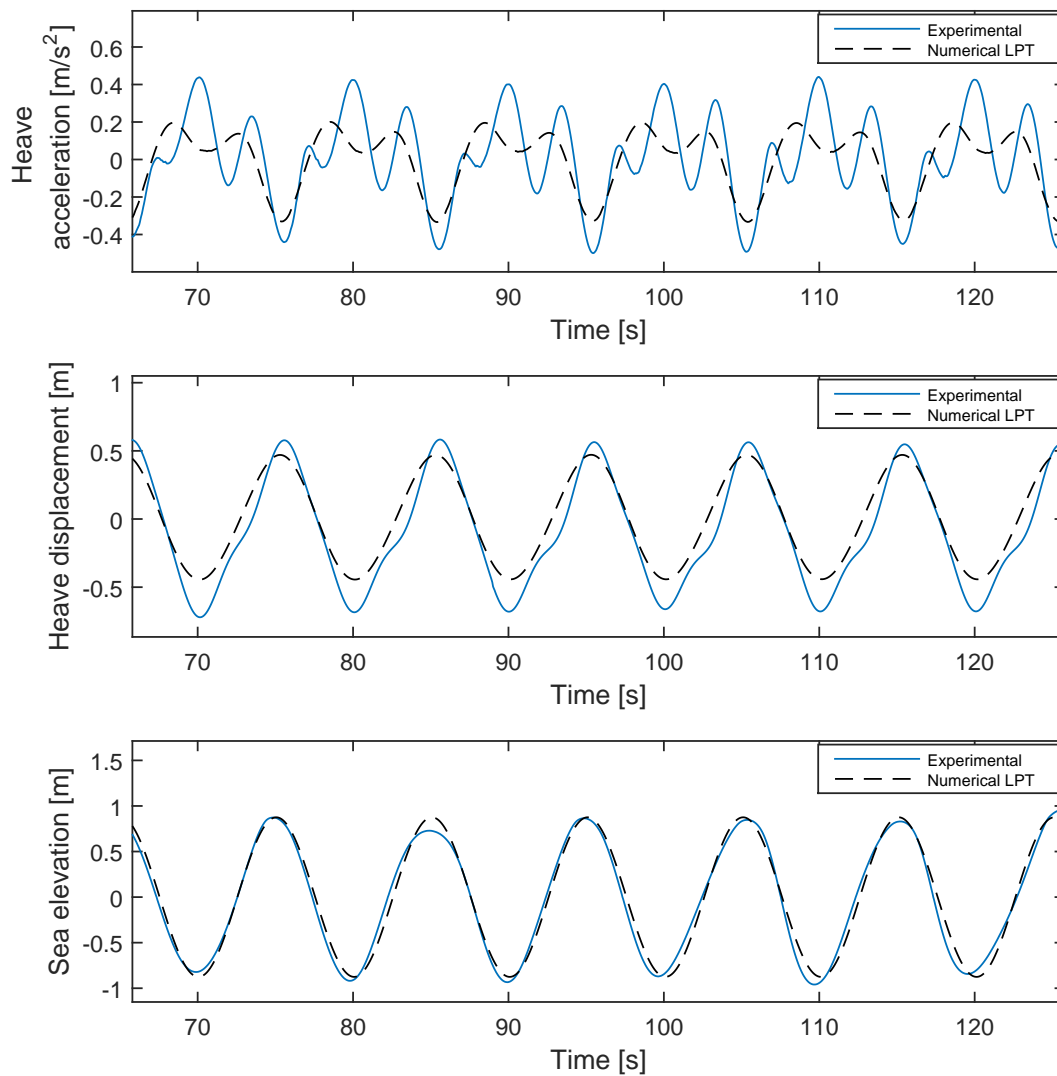 Experimental
Numerical LPT
Heave
acceleration [m/s²]
0.6
0.4
0.2
0
-0.2
-0.4
70 80 90 100 110 120
Time [s]
Experimental
Numerical LPT
Heave displacement [m]
1
0.5
0
-0.5
70 80 90 100 110 120
Time [s]
Experimental
Numerical LPT
Sea elevation [m]
1.5
1
0.5
0
-0.5
-1
70 80 90 100 110 120
Time [s]